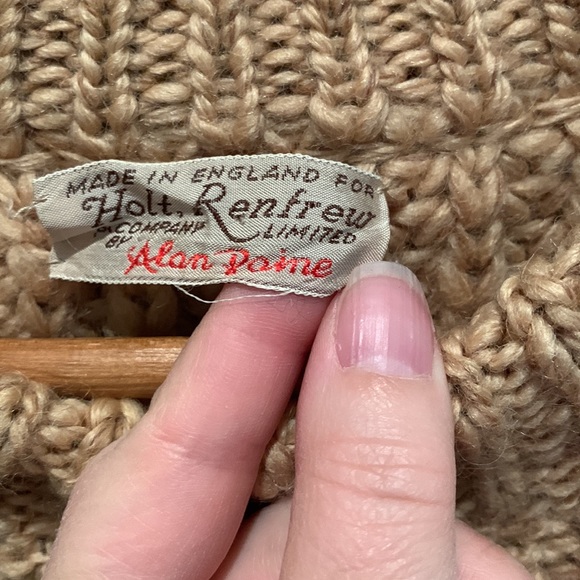 MADE IN ENGLAND FOR
Holt, Renfrew
& COMPANY LIMITED
BY Alan Paine